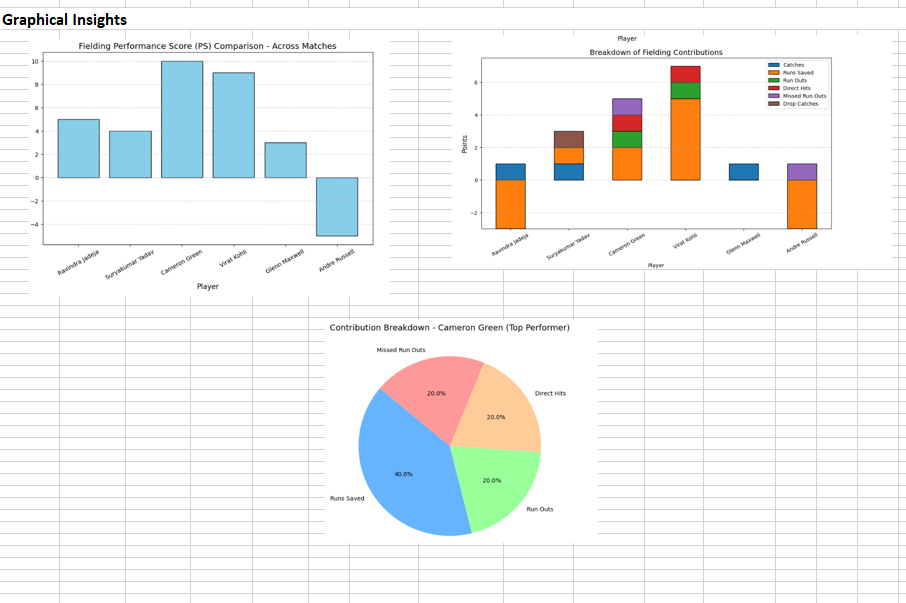 Graphical Insights
Fielding Performance Score (PS) Comparison - Across Matches
10
8
6
4
2
0
−2
−4
Ravindra Jadeja
Suryakumar Yadav
Cameron Green
Virat Kohli
Glenn Maxwell
Andre Russell
Player
Player
Breakdown of Fielding Contributions
Points
6
4
2
0
−2
Catches
Runs Saved
Run Outs
Direct Hits
Missed Run Outs
Drop Catches
Ravindra Jadeja
Suryakumar Yadav
Cameron Green
Virat Kohli
Glenn Maxwell
Andre Russell
Player
Contribution Breakdown - Cameron Green (Top Performer)
Missed Run Outs
20.0%
Direct Hits
20.0%
40.0%
20.0%
Runs Saved
Run Outs